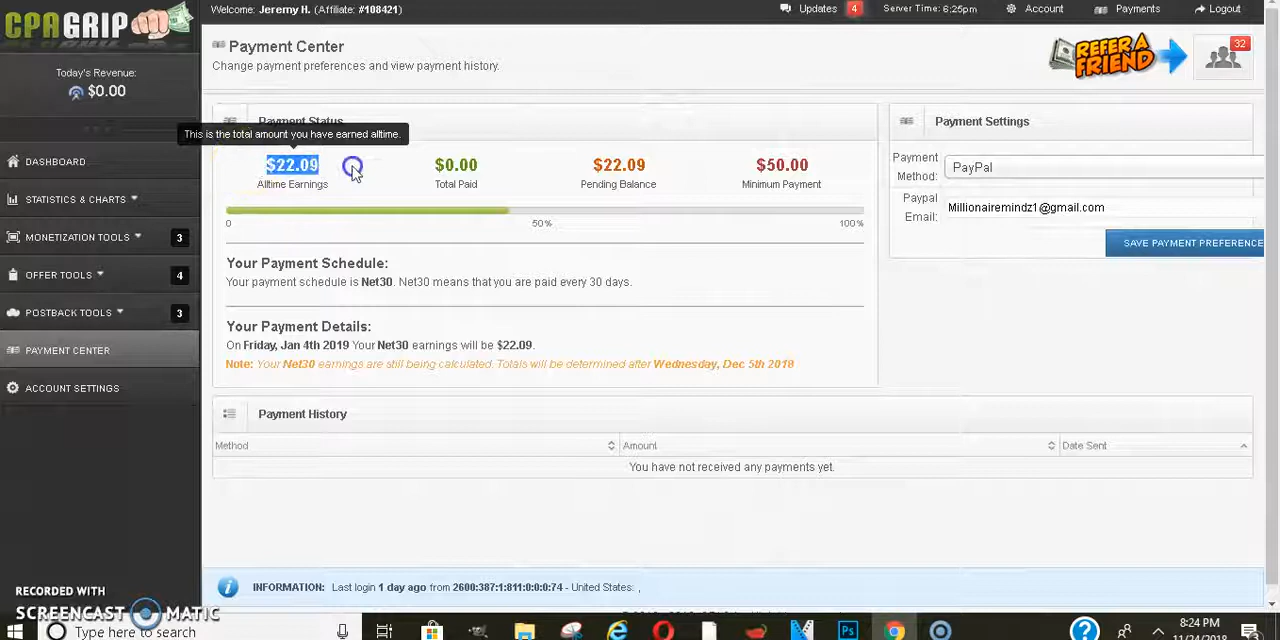 CPAGRIP
Welcome: Jeremy H. (Affiliate: #108421)
Updates 4 Server Time: 6:25pm Account Payments Logout
Payment Center
Change payment preferences and view payment history.
REFER A FRIEND
32
Today's Revenue:
$0.00
DASHBOARD
STATISTICS & CHARTS
MONETIZATION TOOLS 3
OFFER TOOLS 4
POSTBACK TOOLS 3
PAYMENT CENTER
ACCOUNT SETTINGS
Payment Status
This is the total amount you have earned alltime.
$22.09 $0.00 $22.09 $50.00
Alltime Earnings Total Paid Pending Balance Minimum Payment
0 50% 100%
Your Payment Schedule:
Your payment schedule is Net30. Net30 means that you are paid every 30 days.
Your Payment Details:
On Friday, Jan 4th 2019 Your Net30 earnings will be $22.09.
Note: Your Net30 earnings are still being calculated. Totals will be determined after Wednesday, Dec 5th 2018
Payment Settings
Payment Method: PayPal
Paypal Email: Millionairemindz1@gmail.com
SAVE PAYMENT PREFERENCE
Payment History
Method Amount Date Sent
You have not received any payments yet.
INFORMATION: Last login 1 day ago from 2600:387:1:811:0:0:0:74 - United States: ,
RECORDED WITH
SCREENCAST MATIC
Type here to search
Ps
8:24 PM
11/24/2018
3